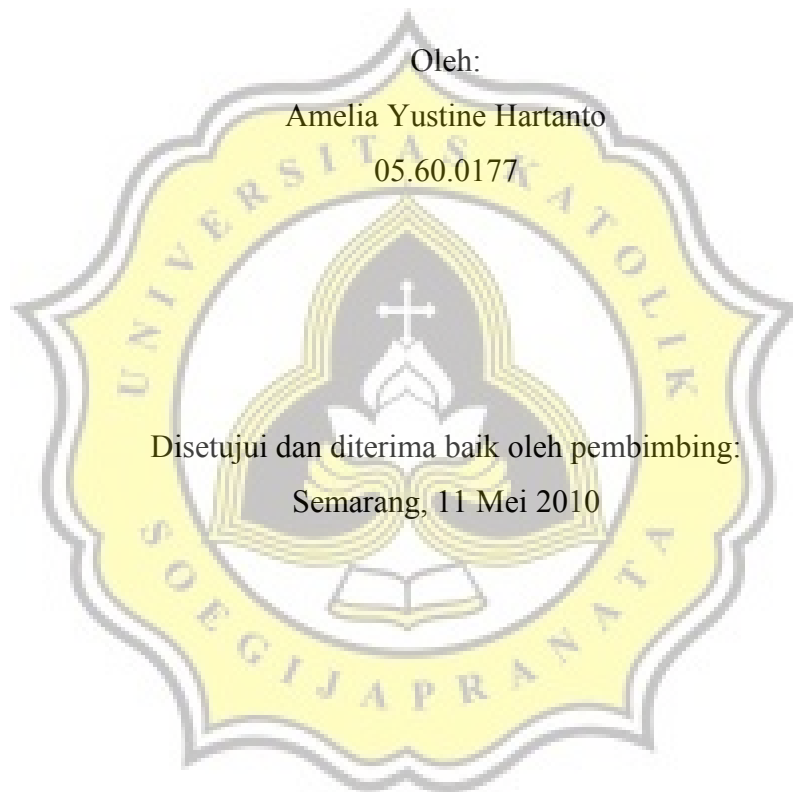 Oleh:
Amelia Yustine Hartanto
05.60.0177
Disetujui dan diterima baik oleh pembimbing:
Semarang, 11 Mei 2010
UNIVERSITAS KATOLIK
SOEGIJAPRANATA